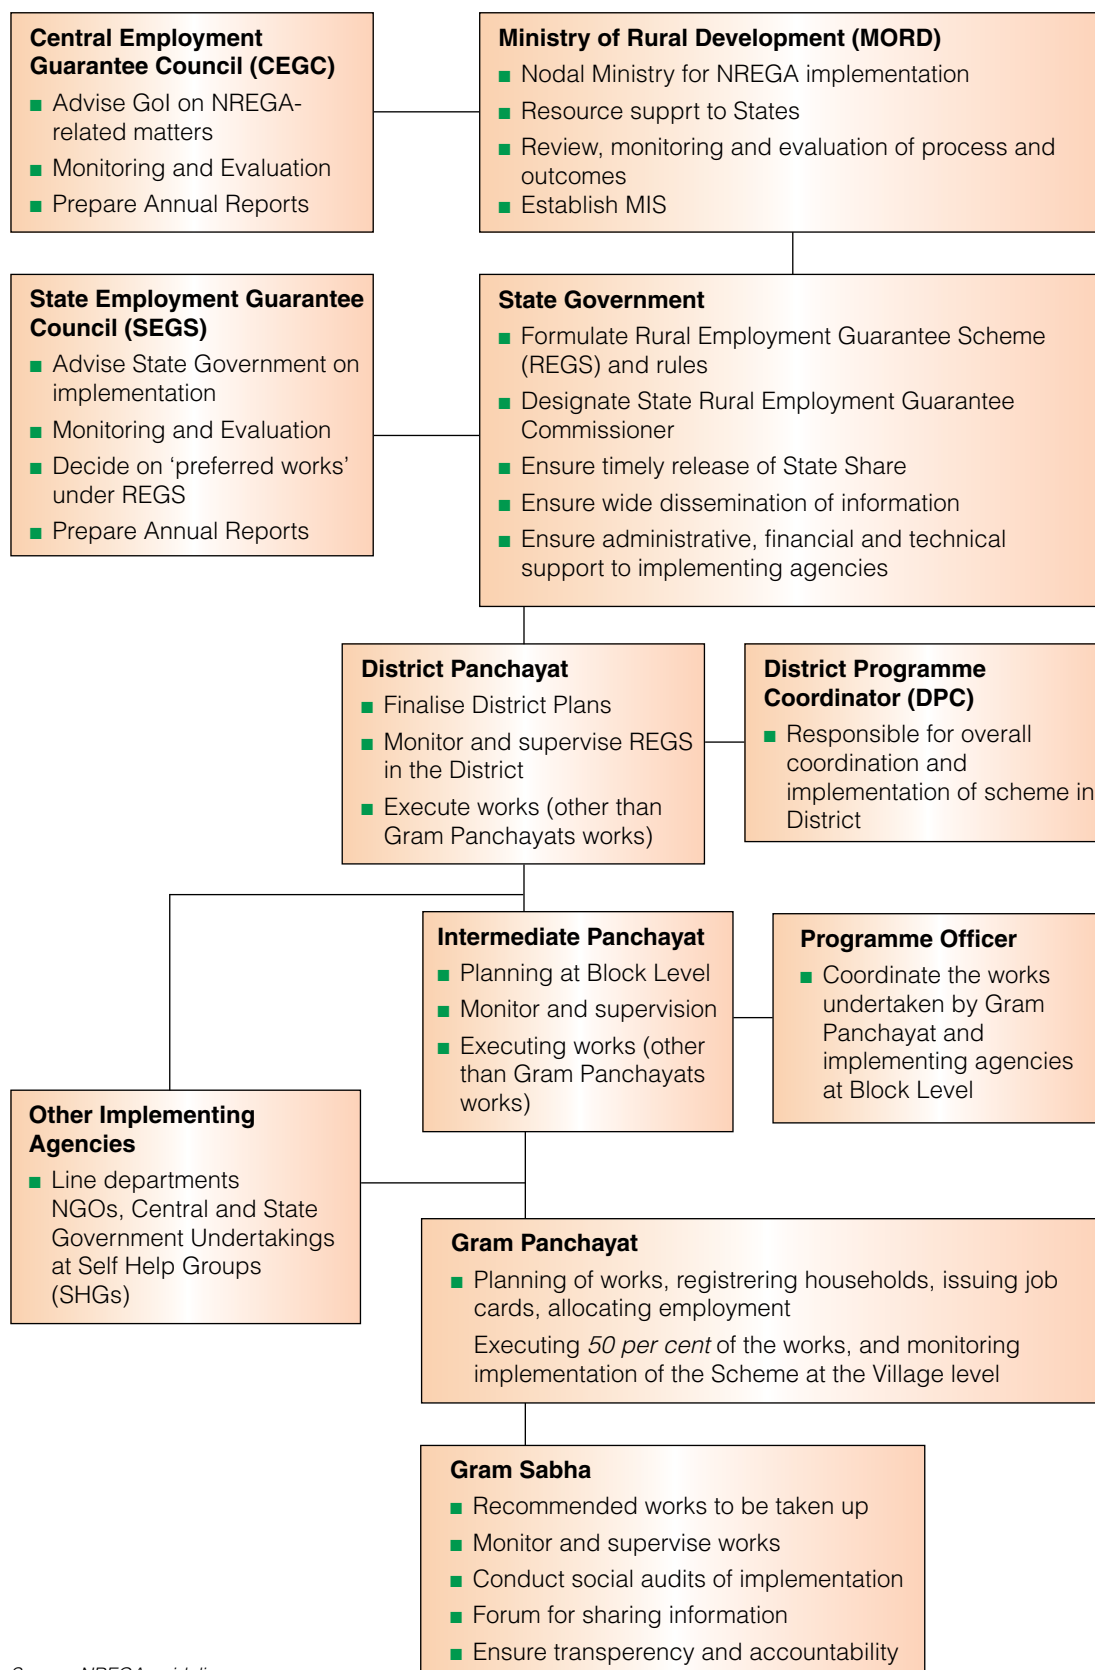 Central Employment
Guarantee Council (CEGC)
■ Advise GoI on NREGA-
related matters
■ Monitoring and Evaluation
■ Prepare Annual Reports
Ministry of Rural Development (MORD)
■ Nodal Ministry for NREGA implementation
■ Resource supprt to States
■ Review, monitoring and evaluation of process and
outcomes
■ Establish MIS
State Employment Guarantee
Council (SEGS)
■ Advise State Government on
implementation
■ Monitoring and Evaluation
■ Decide on ‘preferred works’
under REGS
■ Prepare Annual Reports
State Government
■ Formulate Rural Employment Guarantee Scheme
(REGS) and rules
■ Designate State Rural Employment Guarantee
Commissioner
■ Ensure timely release of State Share
■ Ensure wide dissemination of information
■ Ensure administrative, financial and technical
support to implementing agencies
District Panchayat
■ Finalise District Plans
■ Monitor and supervise REGS
in the District
■ Execute works (other than
Gram Panchayats works)
District Programme
Coordinator (DPC)
■ Responsible for overall
coordination and
implementation of scheme in
District
Intermediate Panchayat
■ Planning at Block Level
■ Monitor and supervision
■ Executing works (other
than Gram Panchayats
works)
Programme Officer
■ Coordinate the works
undertaken by Gram
Panchayat and
implementing agencies
at Block Level
Other Implementing
Agencies
■ Line departments
NGOs, Central and State
Government Undertakings
at Self Help Groups
(SHGs)
Gram Panchayat
■ Planning of works, registrering households, issuing job
cards, allocating employment
Executing 50 per cent of the works, and monitoring
implementation of the Scheme at the Village level
Gram Sabha
■ Recommended works to be taken up
■ Monitor and supervise works
■ Conduct social audits of implementation
■ Forum for sharing information
■ Ensure transperency and accountability